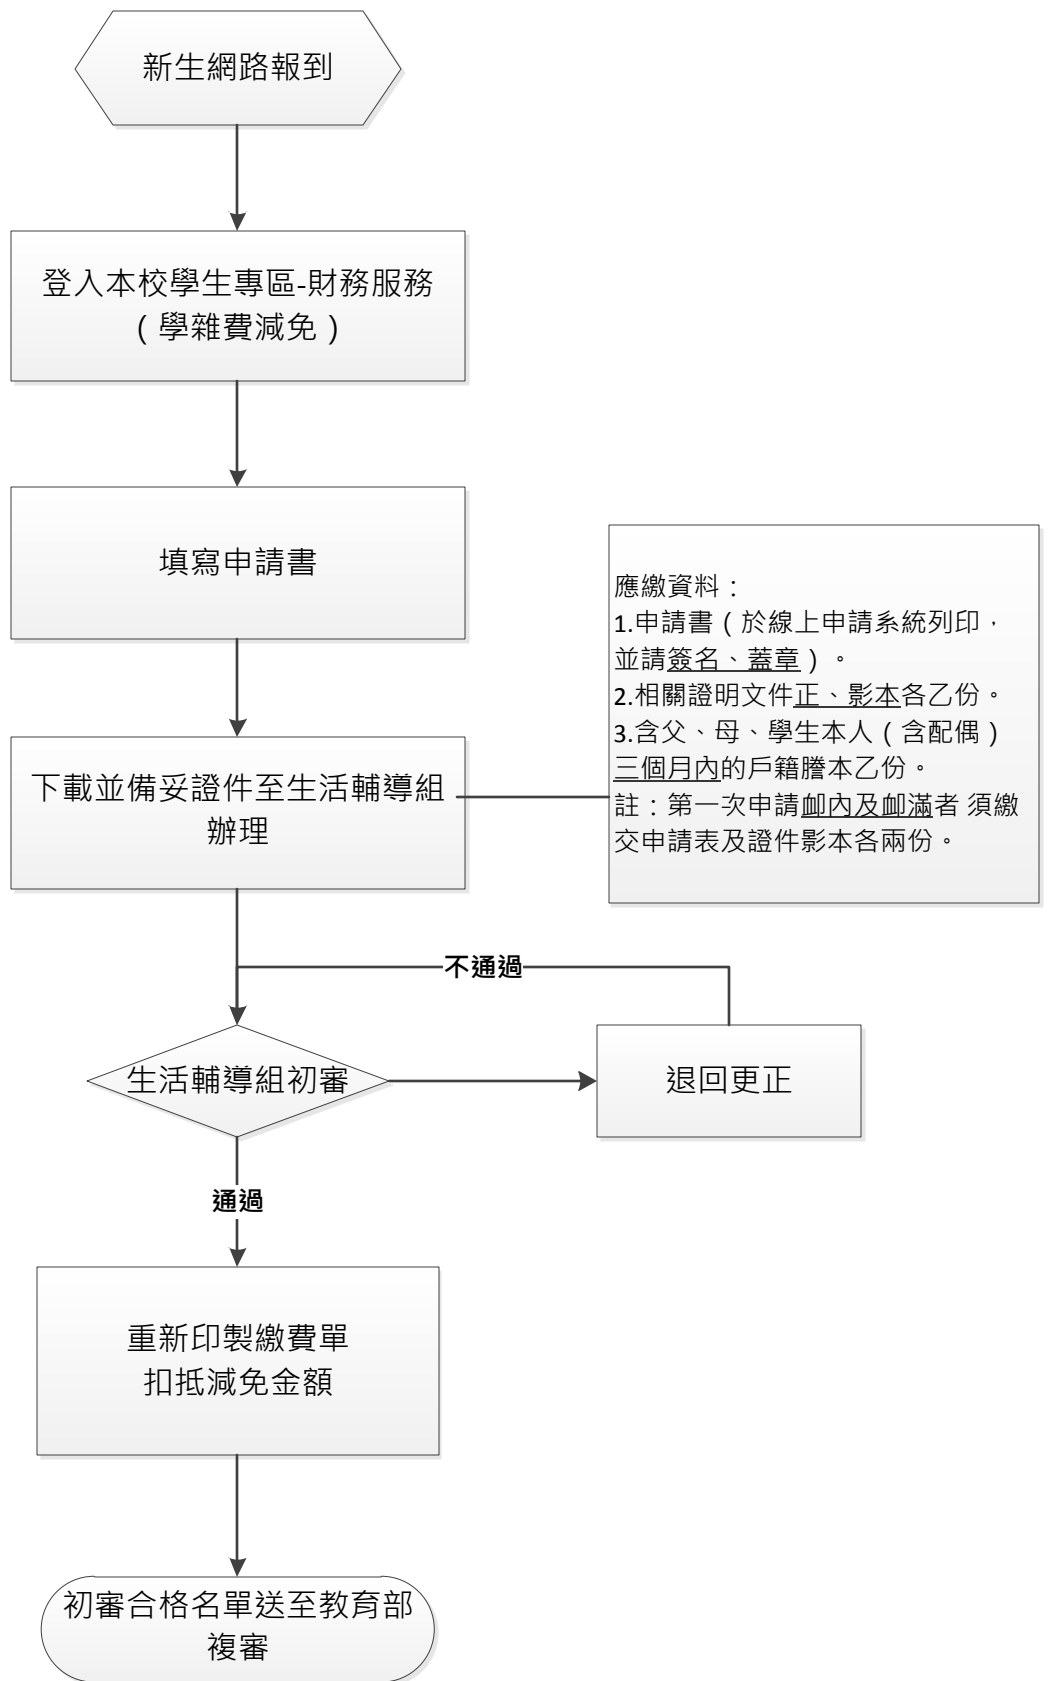 新生網路報到
登入本校學生專區-財務服務
（學雜費減免）
填寫申請書
應繳資料：
1.申請書（於線上申請系統列印，
並請簽名、蓋章）。
2.相關證明文件正、影本各乙份。
3.含父、母、學生本人（含配偶）
三個月內的戶籍謄本乙份。
註：第一次申請卹內及卹滿者 須繳
交申請表及證件影本各兩份。
下載並備妥證件至生活輔導組
辦理
不通過
生活輔導組初審
退回更正
通過
重新印製繳費單
扣抵減免金額
初審合格名單送至教育部
複審